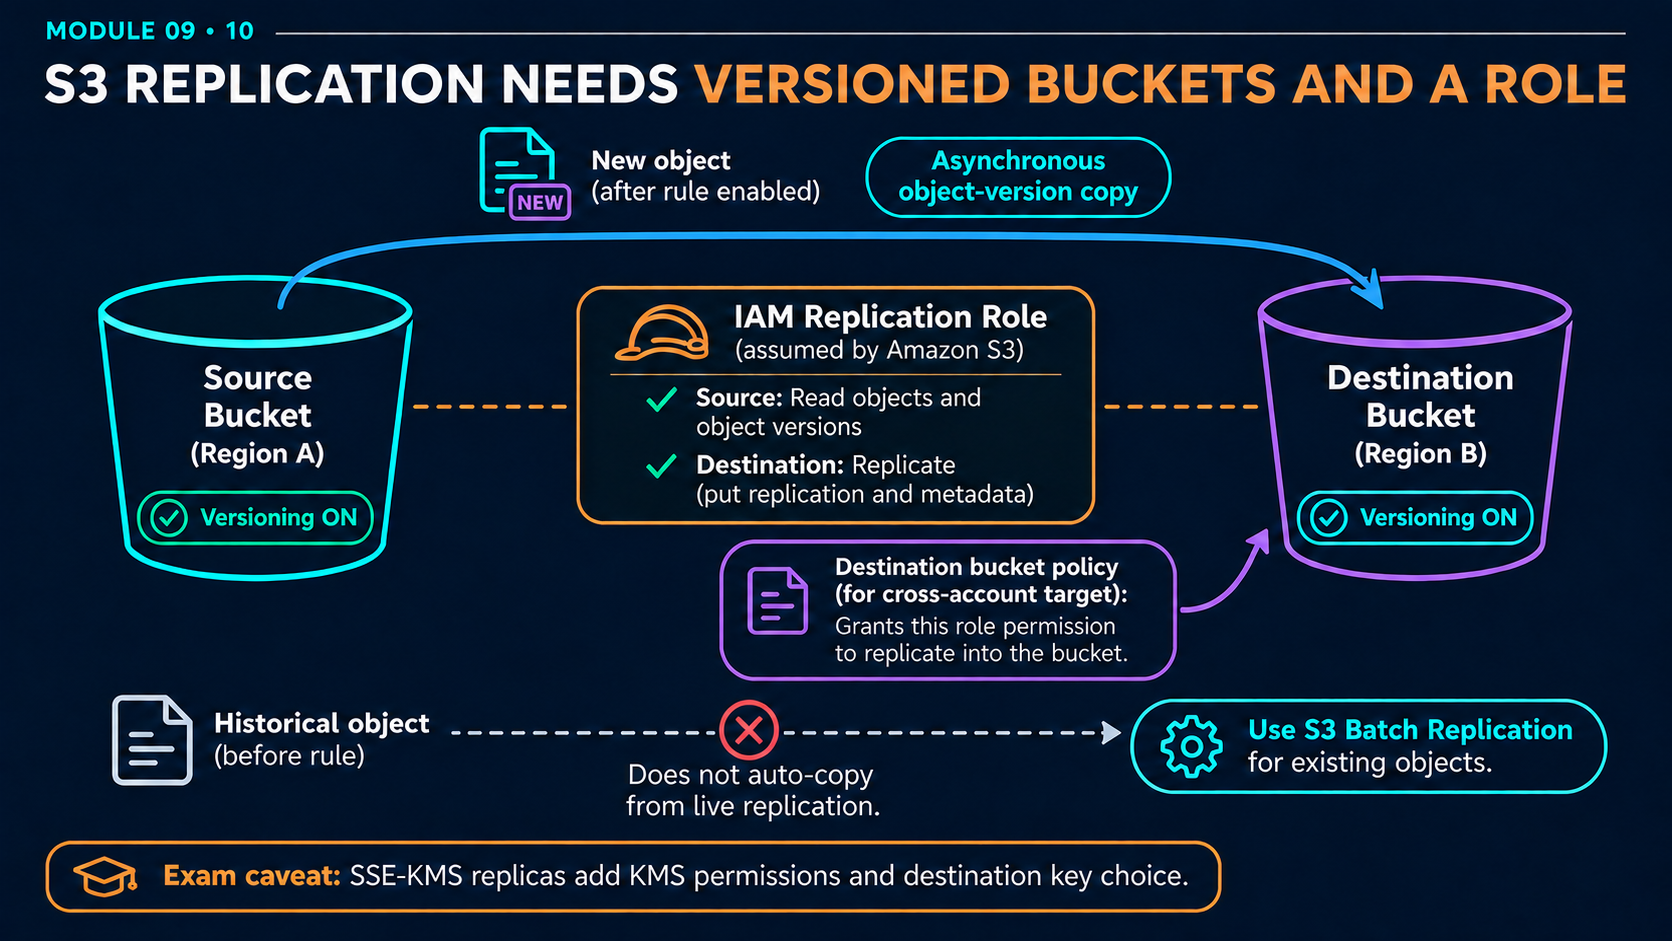 MODULE 09 • 10
S3 REPLICATION NEEDS VERSIONED BUCKETS AND A ROLE
NEW
New object
(after rule enabled)
Asynchronous
object-version copy
Source
Bucket
(Region A)
Versioning ON
IAM Replication Role
(assumed by Amazon S3)
Source: Read objects and
object versions
Destination: Replicate
(put replication and metadata)
Destination
Bucket
(Region B)
Versioning ON
Destination bucket policy
(for cross-account target):
Grants this role permission
to replicate into the bucket.
Historical object
(before rule)
Does not auto-copy
from live replication.
Use S3 Batch Replication
for existing objects.
Exam caveat: SSE-KMS replicas add KMS permissions and destination key choice.